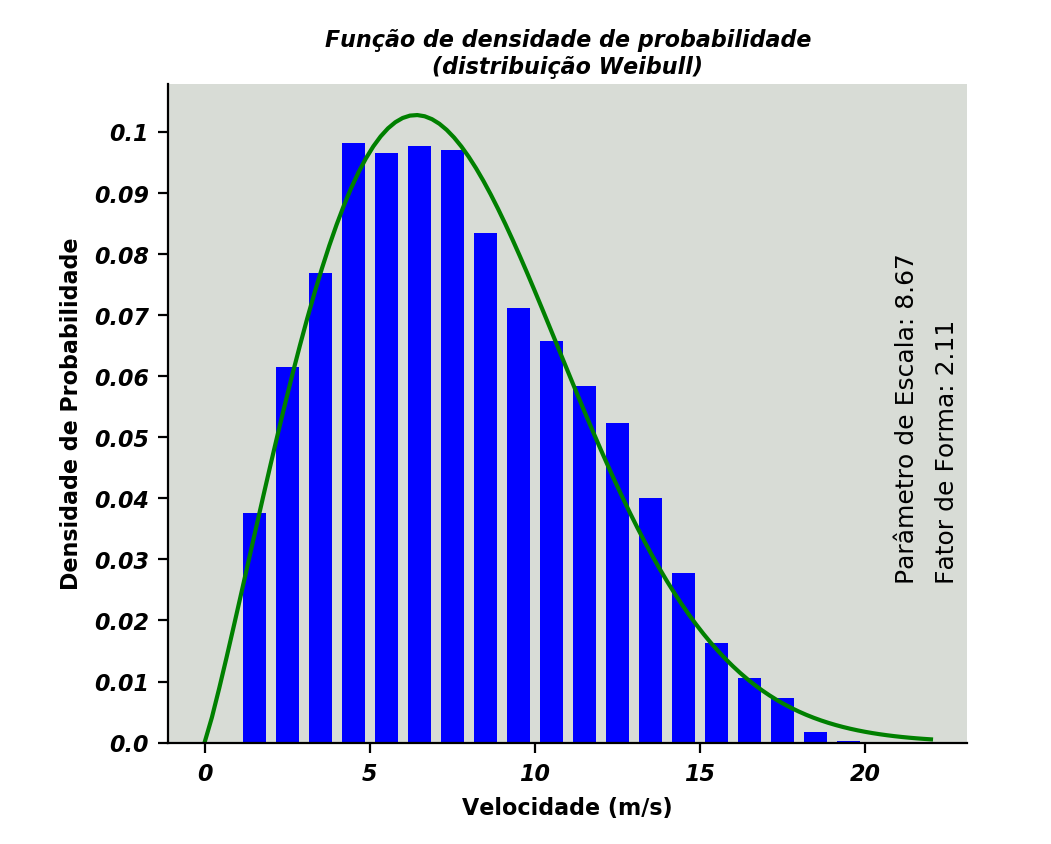 Função de densidade de probabilidade
(distribuição Weibull)
Densidade de Probabilidade
0.1
0.09
0.08
0.07
0.06
0.05
0.04
0.03
0.02
0.01
0.0
Parâmetro de Escala: 8.67
Fator de Forma: 2.11
0
5
10
15
20
Velocidade (m/s)